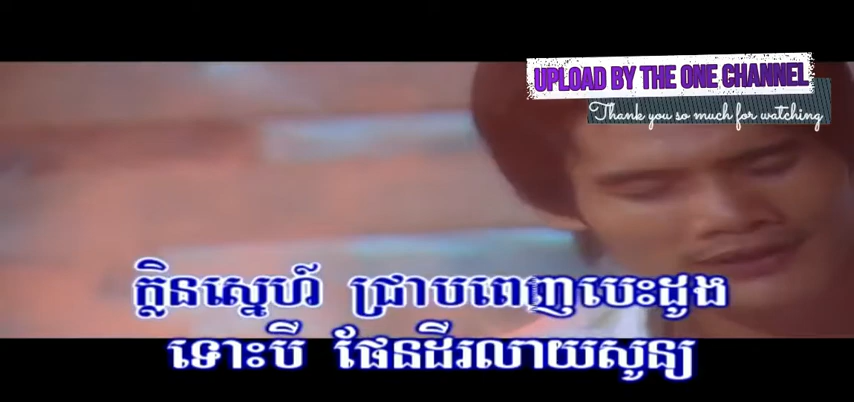 UPLOAD BY THE ONE CHANNEL
Thank you so much for watching
ក្លិនស្នេហ៍ ជ្រាបពេញបេះដូង
ទោះបី ផែនដីរលាយសូន្យ